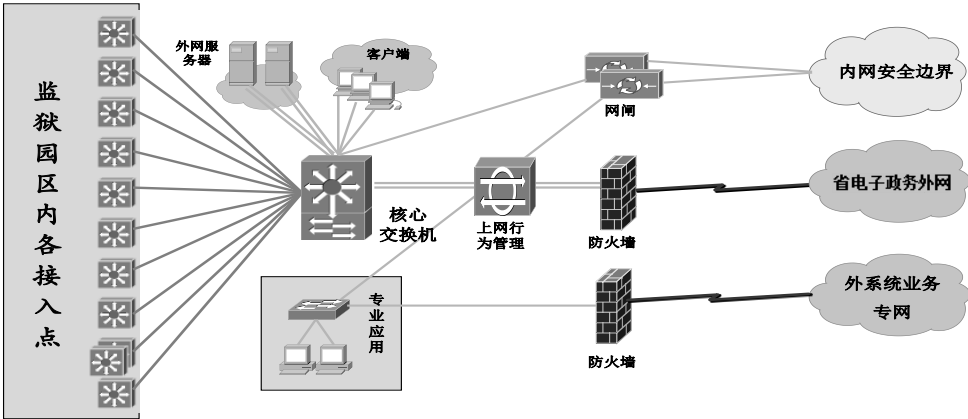 监狱园区内各接入点
外网服
务器
客户端
网闸
内网安全边界
核心
交换机
上网行
为管理
防火墙
省电子政务外网
专业应用
防火墙
外系统业务
专网